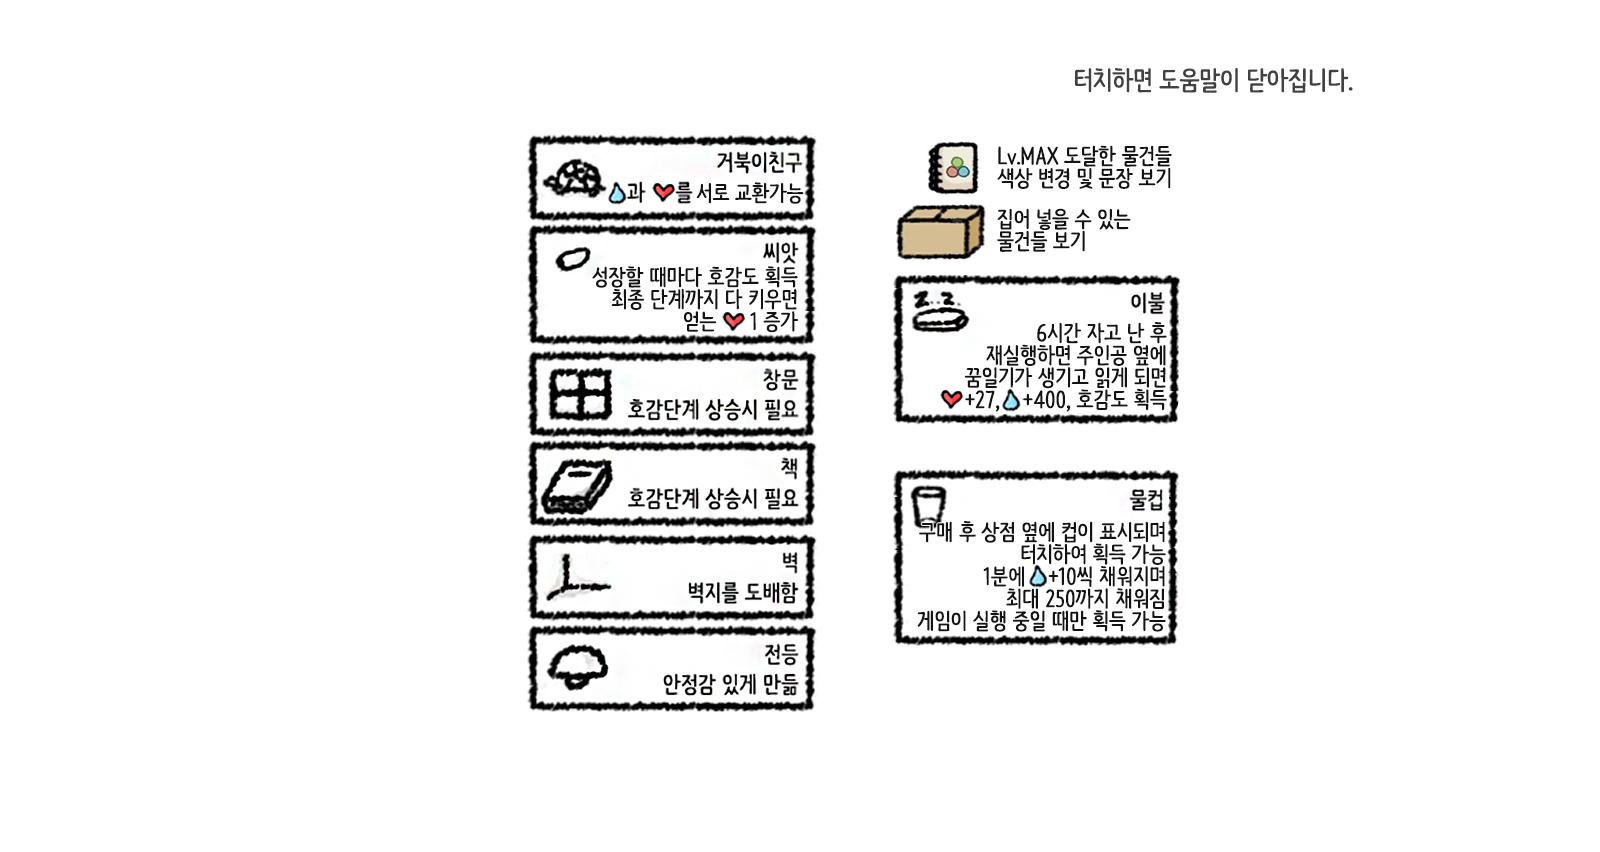 터치하면 도움말이 닫아집니다.
거북이친구
💧과 ❤️를 서로 교환가능
씨앗
성장할 때마다 호감도 획득
최종 단계까지 다 키우면
얻는 ❤️ 1 증가
창문
호감단계 상승시 필요
책
호감단계 상승시 필요
벽
벽지를 도배함
전등
안정감 있게 만듦
Lv.MAX 도달한 물건들
색상 변경 및 문장 보기
집어 넣을 수 있는
물건들 보기
z..z..
이불
6시간 자고 난 후
재실행하면 주인공 옆에
꿈일기가 생기고 읽게 되면
❤️+27,💧+400, 호감도 획득
물컵
구매 후 상점 옆에 컵이 표시되며
터치하여 획득 가능
1분에 💧+10씩 채워지며
최대 250까지 채워짐
게임이 실행 중일 때만 획득 가능